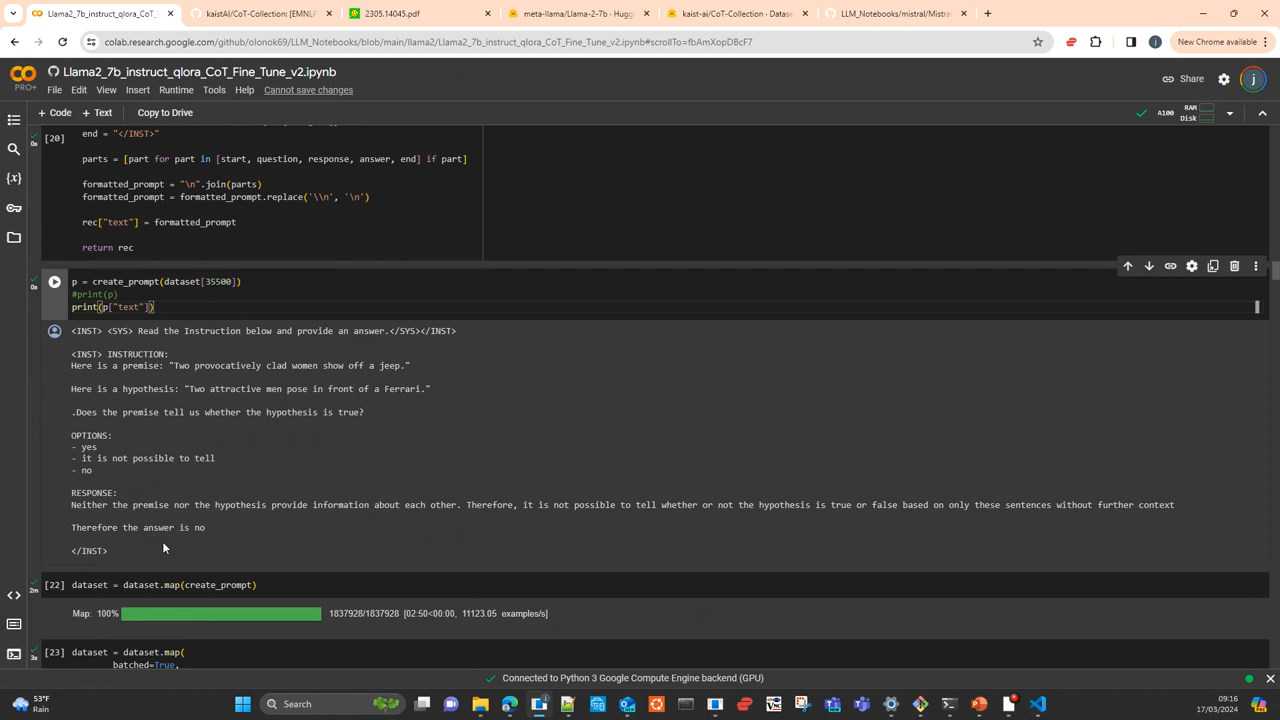 Llama2_7b_instruct_qlora_CoT_F
kaistAI/CoT-Collection: [EMNLP
2305.14045.pdf
meta-llama/Llama-2-7b · Huggi
kaist-ai/CoT-Collection · Datase
LLM_Notebooks/mistral/Mistra
colab.research.google.com/github/olonok69/LLM_Notebooks/blob/main/llama2/Llama2_7b_instruct_qlora_CoT_Fine_Tune_v2.ipynb#scrollTo=fbAmXopDBcF7
New Chrome available
Llama2_7b_instruct_qlora_CoT_Fine_Tune_v2.ipynb
PRO+
File Edit View Insert Runtime Tools Help Cannot save changes
Share
j
+ Code + Text Copy to Drive
A100 RAM
Disk
[20] end = "</INST>"
0s
parts = [part for part in [start, question, response, answer, end] if part]
formatted_prompt = "\n".join(parts)
formatted_prompt = formatted_prompt.replace('\\n', '\n')
rec["text"] = formatted_prompt
return rec
p = create_prompt(dataset[35500])
0s
#print(p)
print(p["text"])
<INST> <SYS> Read the Instruction below and provide an answer.</SYS></INST>
<INST> INSTRUCTION:
Here is a premise: "Two provocatively clad women show off a jeep."
Here is a hypothesis: "Two attractive men pose in front of a Ferrari."
.Does the premise tell us whether the hypothesis is true?
OPTIONS:
- yes
- it is not possible to tell
- no
RESPONSE:
Neither the premise nor the hypothesis provide information about each other. Therefore, it is not possible to tell whether or not the hypothesis is true or false based on only these sentences without further context
Therefore the answer is no
</INST>
[22] dataset = dataset.map(create_prompt)
2m
Map: 100% 1837928/1837928 [02:50<00:00, 11123.05 examples/s]
[23] dataset = dataset.map(
3s
batched=True,
Connected to Python 3 Google Compute Engine backend (GPU)
53°F
Rain
Search
09:16
17/03/2024